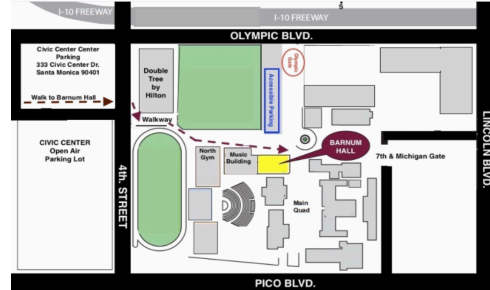 I-10 FREEWAY
I-10 FREEWAY
OLYMPIC BLVD.
Civic Center Center
Parking
333 Civic Center Dr.
Santa Monica 90401
Walk to Barnum Hall
Double
Tree
by
Hilton
Accessible Parking
Olympic
Gate
Walkway
CIVIC CENTER
Open Air
Parking Lot
4th. STREET
North
Gym
Music
Building
BARNUM
HALL
7th & Michigan Gate
LINCOLN BLVD.
Main
Quad
PICO BLVD.